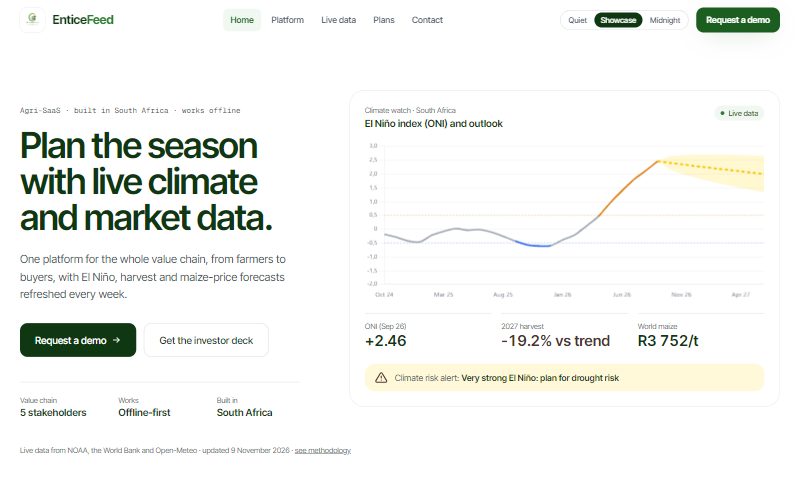 EnticeFeed
Home Platform Live data Plans Contact
Quiet Showcase Midnight
Request a demo
Agri-SaaS · built in South Africa · works offline
Plan the season
with live climate
and market data.
One platform for the whole value chain, from farmers to
buyers, with El Niño, harvest and maize-price forecasts
refreshed every week.
Request a demo →
Get the investor deck
Value chain
5 stakeholders
Works
Offline-first
Built in
South Africa
Climate watch · South Africa
El Niño index (ONI) and outlook
Live data
3,0
2,5
2,0
1,5
1,0
0,5
0
-0,5
-1,0
-1,5
-2,0
Oct 24 Mar 25 Aug 25 Jan 26 Jun 26 Nov 26 Apr 27
ONI (Sep 26)
+2.46
2027 harvest
-19.2% vs trend
World maize
R3 752/t
Climate risk alert: Very strong El Niño: plan for drought risk
Live data from NOAA, the World Bank and Open-Meteo · updated 9 November 2026 · see methodology